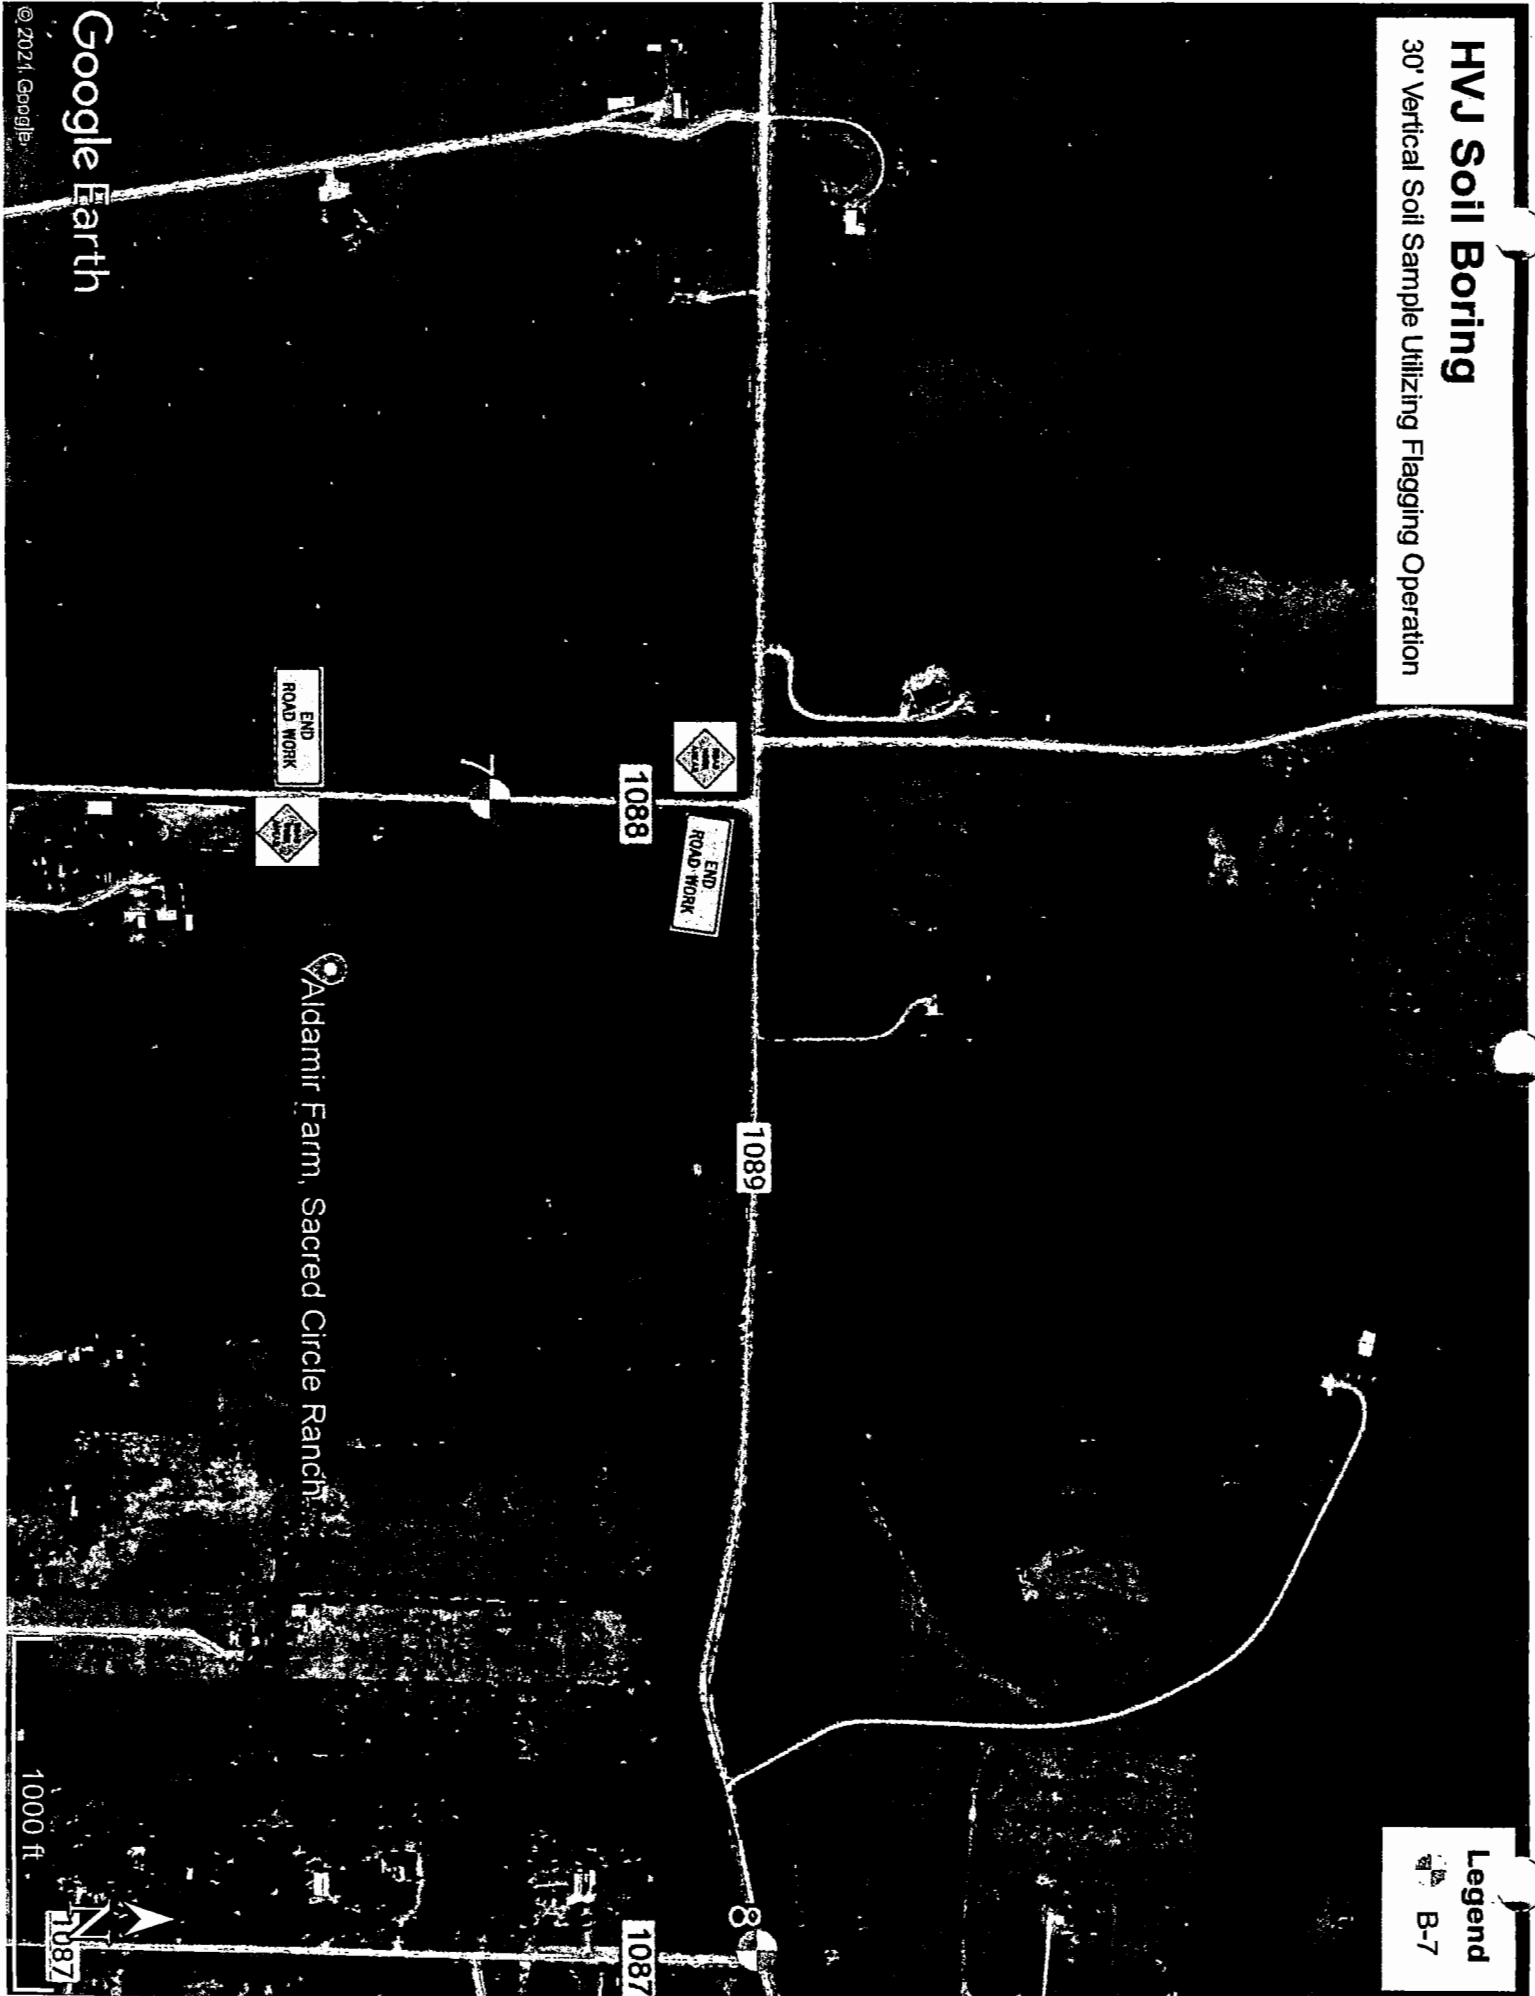 HVJ Soil Boring
30' Vertical Soil Sample Utilizing Flagging Operation
Legend
B-7
END
ROAD WORK
7
1088
END
ROAD WORK
1089
Aldamir Farm, Sacred Circle Ranch
8
1087
1087
N
1000 ft
Google Earth
© 2021 Google